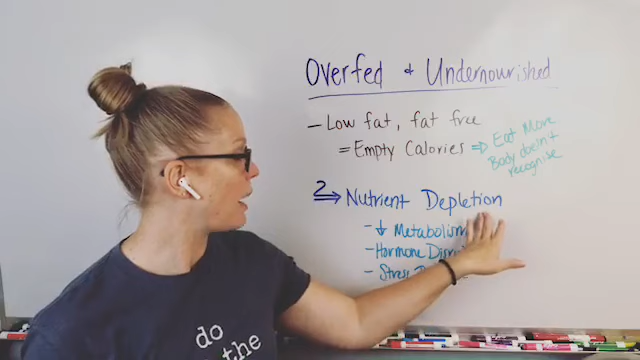 Overfed & Undernourished
- Low fat, fat free
= Empty Calories ⇒ Eat More
Body doesn't
recognise
2
⇒ Nutrient Depletion
- ↓ Metabolism
- Hormone
- Stress
do
the